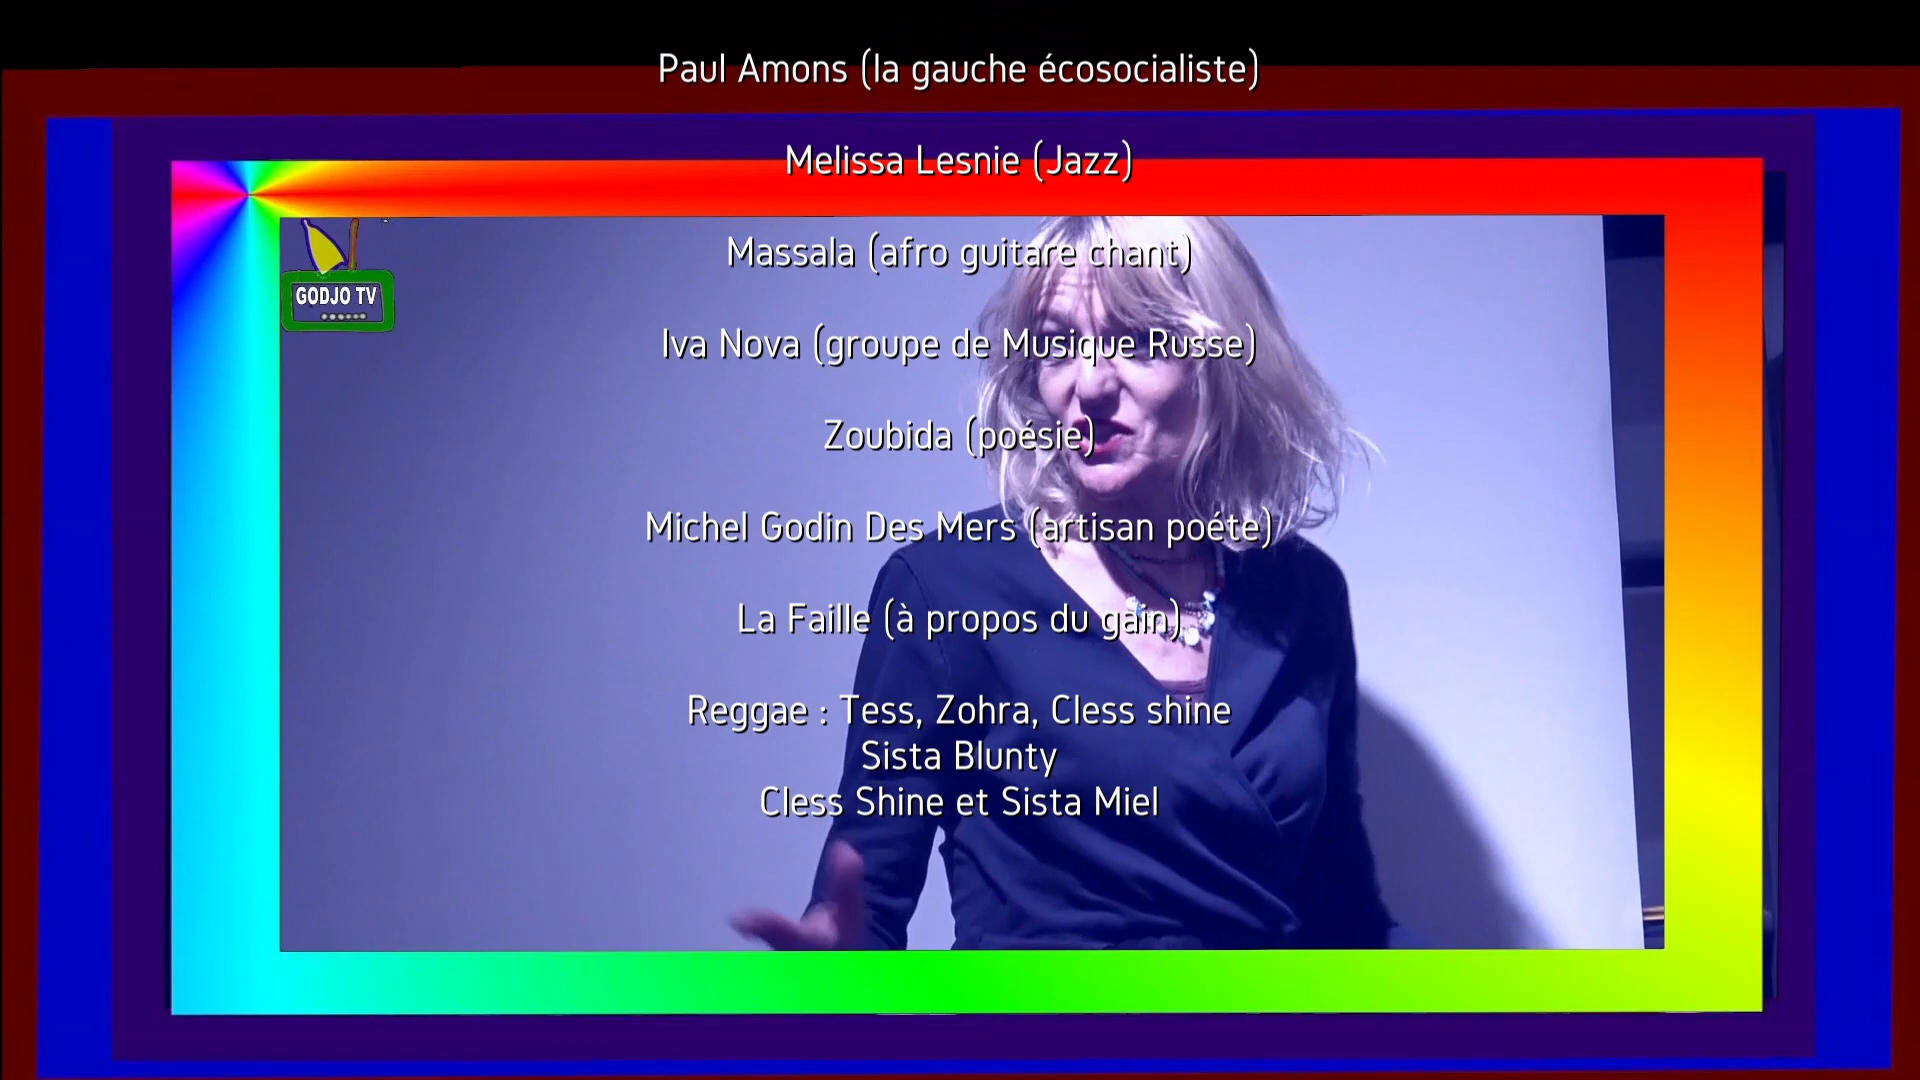 Paul Amons (la gauche écosocialiste)
Melissa Lesnie (Jazz)
Massala (afro guitare chant)
GODJO TV
Iva Nova (groupe de Musique Russe)
Zoubida (poésie)
Michel Godin Des Mers (artisan poéte)
La Faille (à propos du gain)
Reggae : Tess, Zohra, Cless shine
Sista Blunty
Cless Shine et Sista Miel